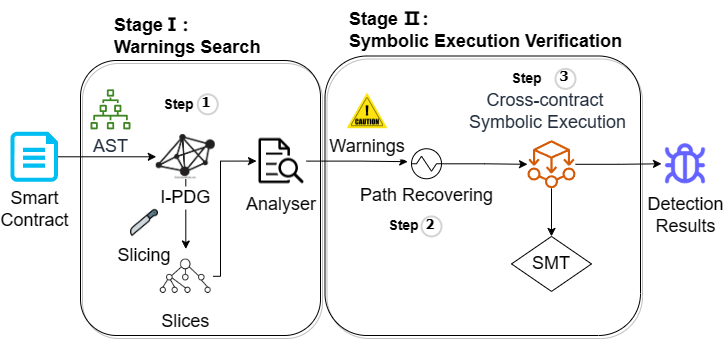 Stage Ⅰ:
Warnings Search
Stage Ⅱ:
Symbolic Execution Verification
Step 1
AST
I-PDG
Slicing
Slices
Analyser
Smart
Contract
CAUTION
Warnings
Path Recovering
Step 2
Step 3
Cross-contract
Symbolic Execution
SMT
Detection
Results